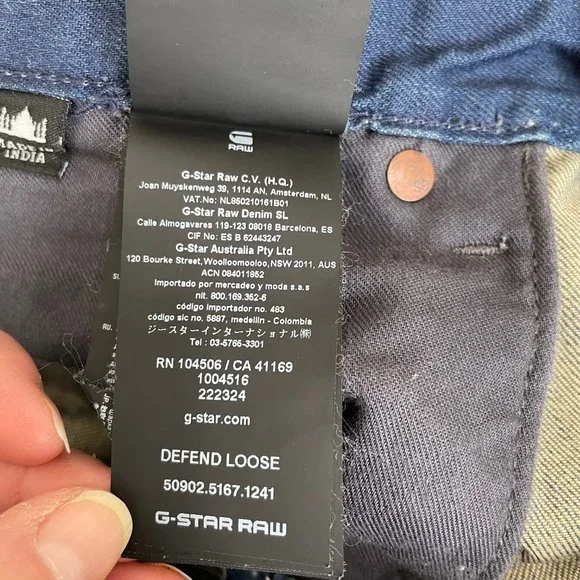 RAW
G-Star Raw C.V. (H.Q.)
Joan Muyskenweg 39, 1114 AN, Amsterdam, NL
VAT.No: NL850210161B01
G-Star Raw Denim SL
Calle Almogavares 119-123 08018 Barcelona, ES
CIF No: ES B 62443247
G-Star Australia Pty Ltd
120 Bourke Street,Woolloomooloo,NSW 2011, AUS
ACN 084011852
Importado por mercadeo y moda s.a.s
nit. 800.169.352-6
código importador no. 483
código sic no. 5887, medellin - Colombia
ジースターインターナショナル㈱
Tel : 03-5765-3301
RN 104506 / CA 41169
1004516
222324
g-star.com
DEFEND LOOSE
50902.5167.1241
G-STAR RAW
MADE IN
INDIA